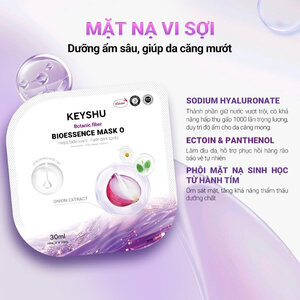 MẶT NẠ VI SỢI
Dưỡng ẩm sâu, giúp da căng mướt
KEYSHU
Botanic fiber
BIOESSENCE MASK O
ONION EXTRACT
30ml
SODIUM HYALURONATE
Thành phần giữ nước vượt trội, có khả
năng hấp thụ gấp 1000 lần trọng lượng,
duy trì độ ẩm cho da căng mọng.
ECTOIN & PANTHENOL
Làm dịu da, hỗ trợ phục hồi hàng rào
bảo vệ tự nhiên
PHÔI MẶT NẠ SINH HỌC
TỪ HÀNH TÍM
Ôm sát mặt, tăng khả năng thẩm thấu
dưỡng chất